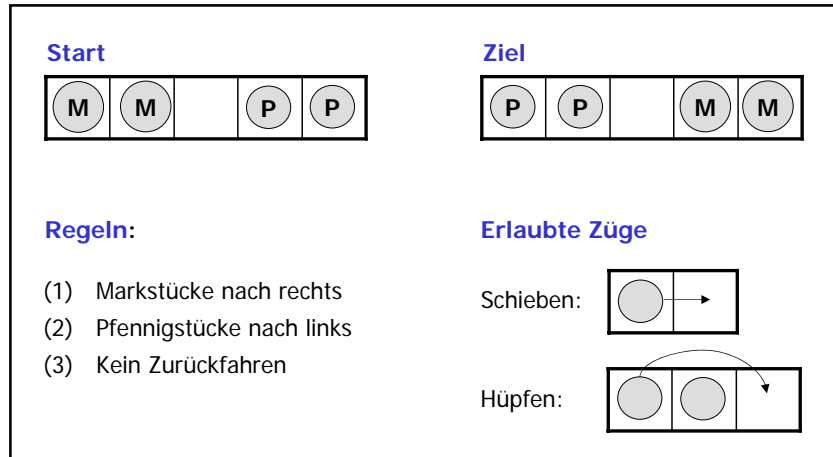 Start
M M P P
Ziel
P P M M
Regeln:
(1) Markstücke nach rechts
(2) Pfennigstücke nach links
(3) Kein Zurückfahren
Erlaubte Züge
Schieben:
Hüpfen: